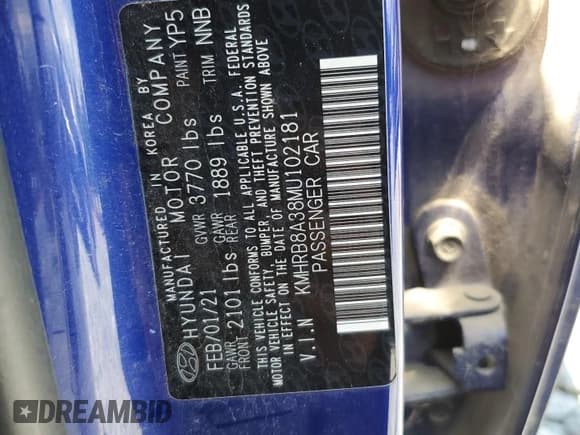 MANUFACTURED IN KOREA BY
HYUNDAI MOTOR COMPANY
FEB/01/21 GVWR 3770 lbs PAINT YP5
GAWR FRONT 2101 lbs GAWR REAR 1889 lbs TRIM NNB
THIS VEHICLE CONFORMS TO ALL APPLICABLE U.S.A. FEDERAL
MOTOR VEHICLE SAFETY, BUMPER, AND THEFT PREVENTION STANDARDS
IN EFFECT ON THE DATE OF MANUFACTURE SHOWN ABOVE
V.I.N KMHRB8A38MU102181
PASSENGER CAR
DREAMBID